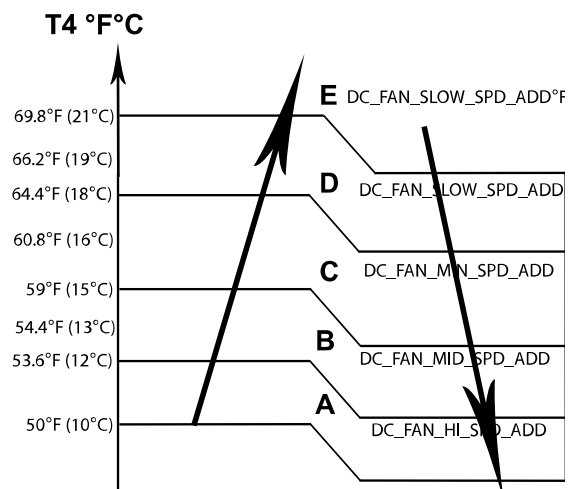 T4 °F°C
E DC_FAN_SLOW_SPD_ADD°F
69.8°F (21°C)
66.2°F (19°C)
D DC_FAN_SLOW_SPD_ADD
64.4°F (18°C)
60.8°F (16°C)
C DC_FAN_MIN_SPD_ADD
59°F (15°C)
54.4°F (13°C)
B DC_FAN_MID_SPD_ADD
53.6°F (12°C)
A
50°F (10°C) DC_FAN_HI_SPD_ADD